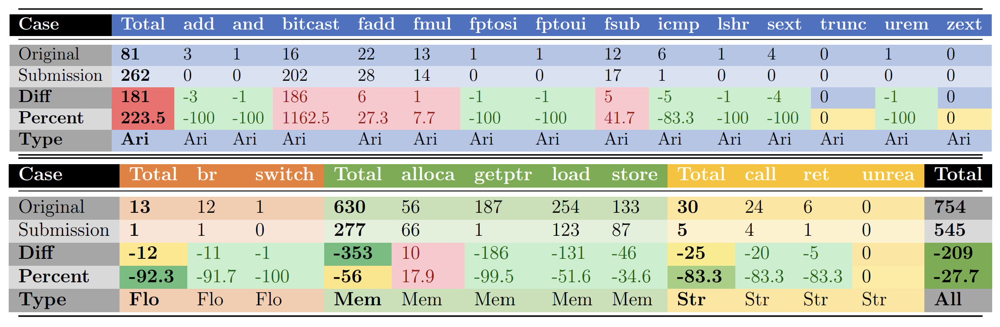 Case Total add and bitcast fadd fmul fptosi fptoui fsub icmp lshr sext trunc urem zext
Original 81 3 1 16 22 13 1 1 12 6 1 4 0 1 0
Submission 262 0 0 202 28 14 0 0 17 1 0 0 0 0 0
Diff 181 -3 -1 186 6 1 -1 -1 5 -5 -1 -4 0 -1 0
Percent 223.5 -100 -100 1162.5 27.3 7.7 -100 -100 41.7 -83.3 -100 -100 0 -100 0
Type Ari Ari Ari Ari Ari Ari Ari Ari Ari Ari Ari Ari Ari Ari Ari
Case Total br switch Total alloca getptr load store Total call ret unrea Total
Original 13 12 1 630 56 187 254 133 30 24 6 0 754
Submission 1 1 0 277 66 1 123 87 5 4 1 0 545
Diff -12 -11 -1 -353 10 -186 -131 -46 -25 -20 -5 0 -209
Percent -92.3 -91.7 -100 -56 17.9 -99.5 -51.6 -34.6 -83.3 -83.3 -83.3 0 -27.7
Type Flo Flo Flo Mem Mem Mem Mem Mem Str Str Str Str All